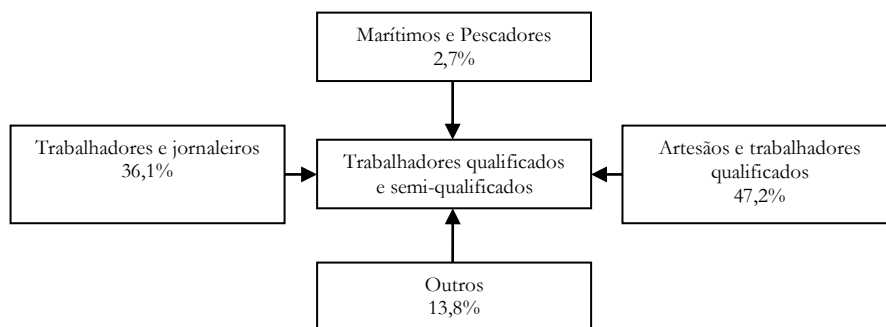 Marítimos e Pescadores
2,7%
Trabalhadores e jornaleiros
36,1%
Trabalhadores qualificados
e semi-qualificados
Artesãos e trabalhadores
qualificados
47,2%
Outros
13,8%